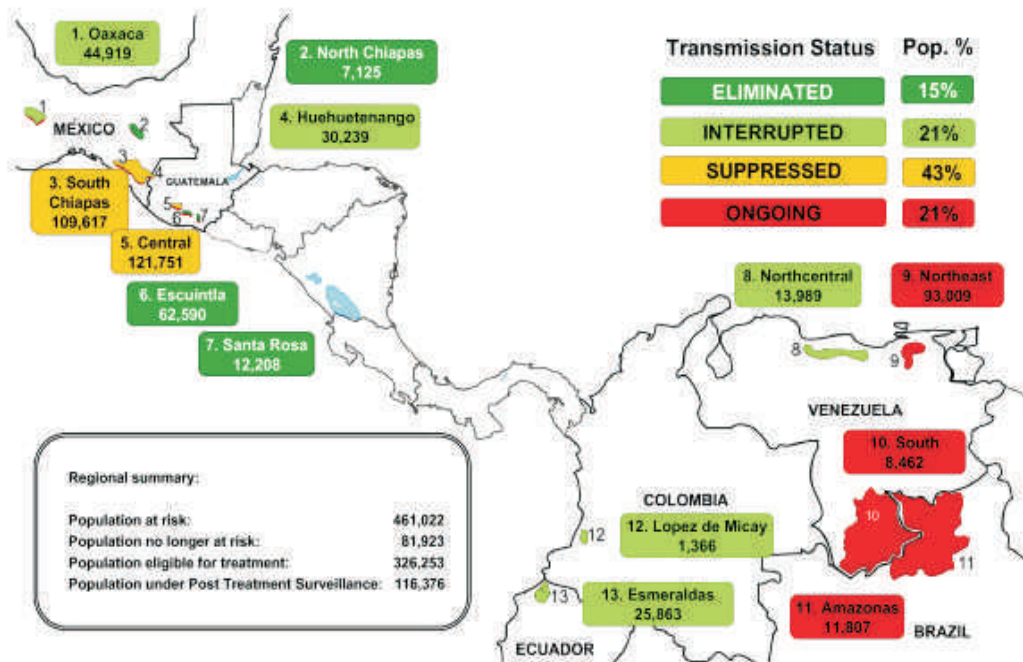 1. Oaxaca
44,919
2. North Chiapas
7,125
Transmission Status Pop. %
ELIMINATED 15%
INTERRUPTED 21%
SUPPRESSED 43%
ONGOING 21%
1
MÉXICO
2
4. Huehuetenango
30,239
3
4
GUATEMALA
3. South
Chiapas
109,617
5
6
7
5. Central
121,751
6. Escuintla
62,590
7. Santa Rosa
12,208
8. Northcentral
13,989
9. Northeast
93,009
8
9
VENEZUELA
10. South
8,462
Regional summary:
Population at risk: 461,022
Population no longer at risk: 81,923
Population eligible for treatment: 326,253
Population under Post Treatment Surveillance: 116,376
COLOMBIA
10
12
12. Lopez de Micay
1,366
11
13
13. Esmeraldas
25,863
11. Amazonas
11,807
ECUADOR
BRAZIL